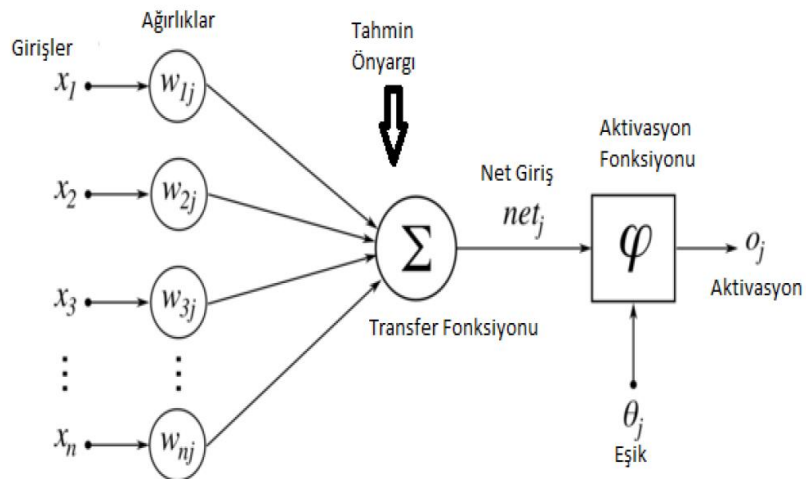 Girişler
Ağırlıklar
Tahmin
Önyargı
Aktivasyon
Fonksiyonu
x1
w1j
x2
w2j
x3
w3j
⋮
⋮
xn
wnj
Σ
Transfer Fonksiyonu
Net Giriş
netj
φ
oj
Aktivasyon
θj
Eşik